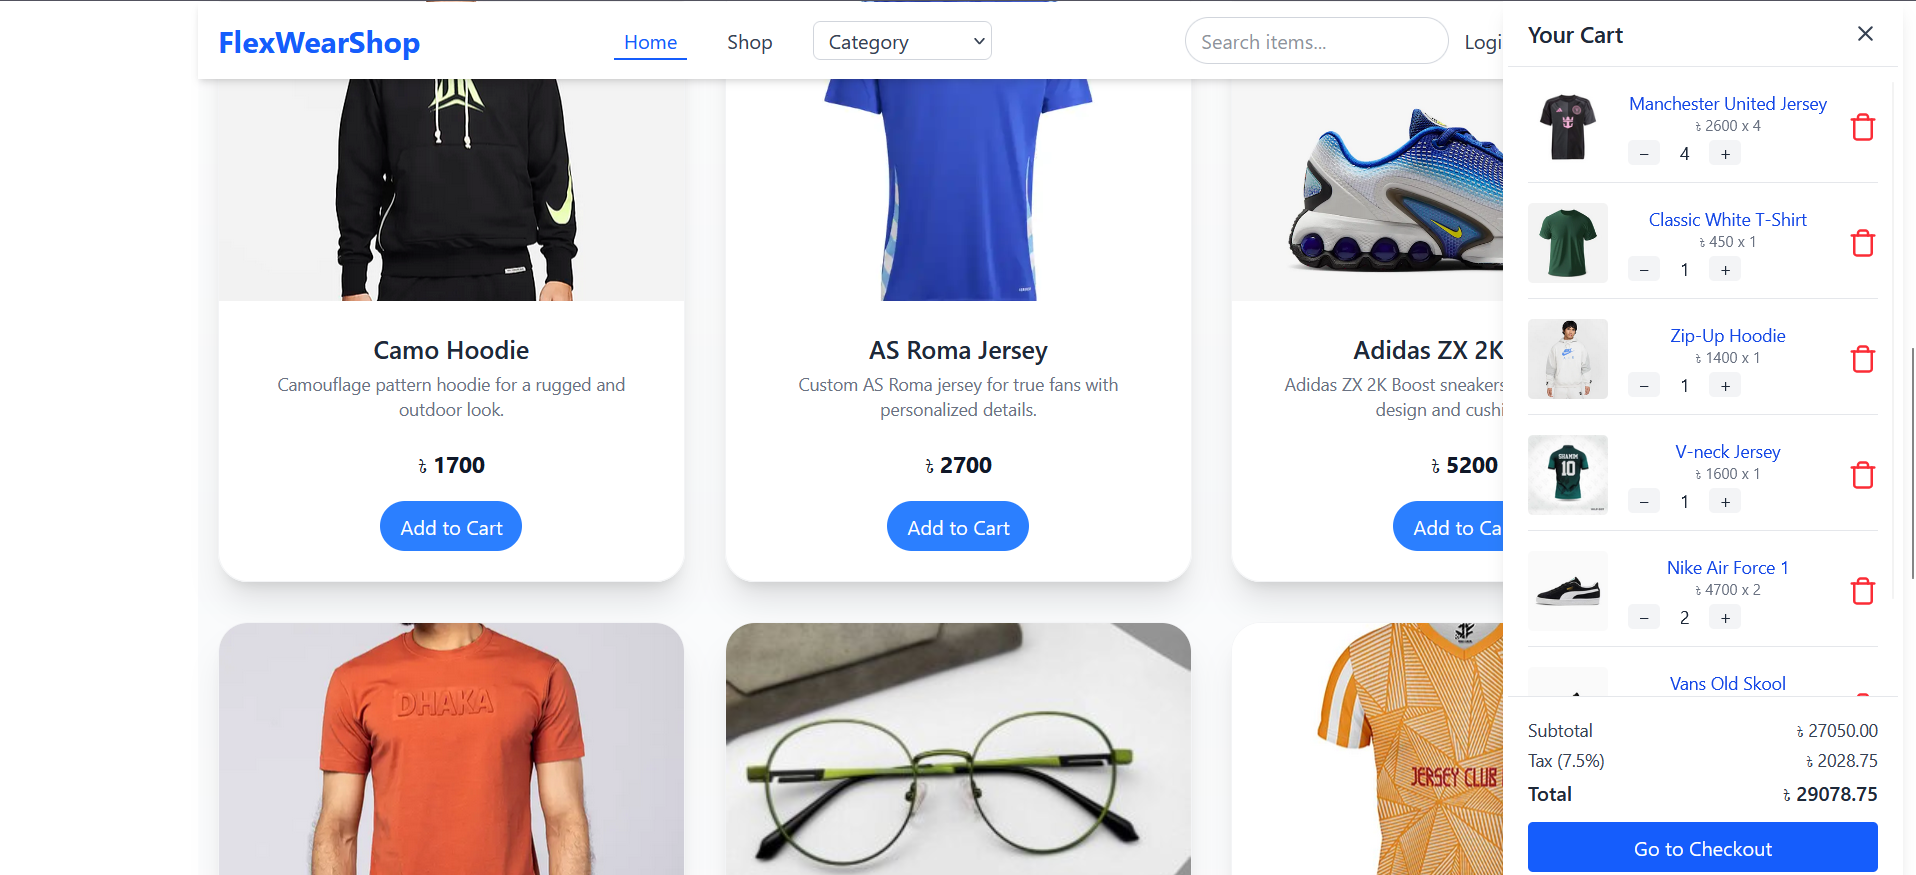 FlexWearShop
Home
Shop
Category
Search items...
Logi
Camo Hoodie
Camouflage pattern hoodie for a rugged and
outdoor look.
৳ 1700
Add to Cart
AS Roma Jersey
Custom AS Roma jersey for true fans with
personalized details.
৳ 2700
Add to Cart
Adidas ZX 2K
Adidas ZX 2K Boost sneakers
design and cushi
৳ 5200
Add to Ca
DHAKA
JERSEY CLUB
Your Cart
Manchester United Jersey
৳ 2600 x 4
− 4 +
Classic White T-Shirt
৳ 450 x 1
− 1 +
Zip-Up Hoodie
৳ 1400 x 1
− 1 +
SHAMIM
10
V-neck Jersey
৳ 1600 x 1
− 1 +
Nike Air Force 1
৳ 4700 x 2
− 2 +
Vans Old Skool
Subtotal ৳ 27050.00
Tax (7.5%) ৳ 2028.75
Total ৳ 29078.75
Go to Checkout